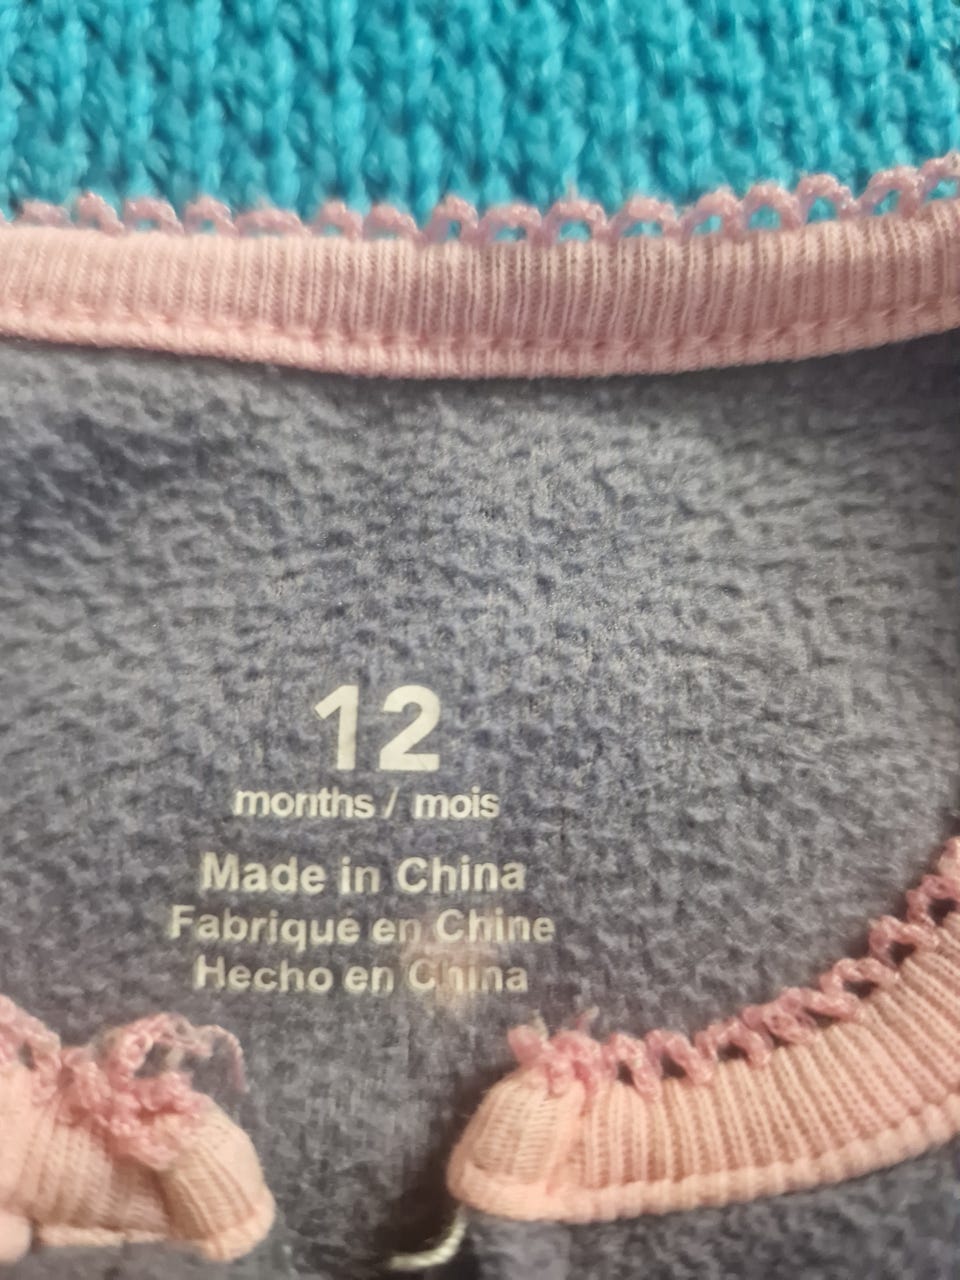 12
months / mois
Made in China
Fabriqué en Chine
Hecho en China